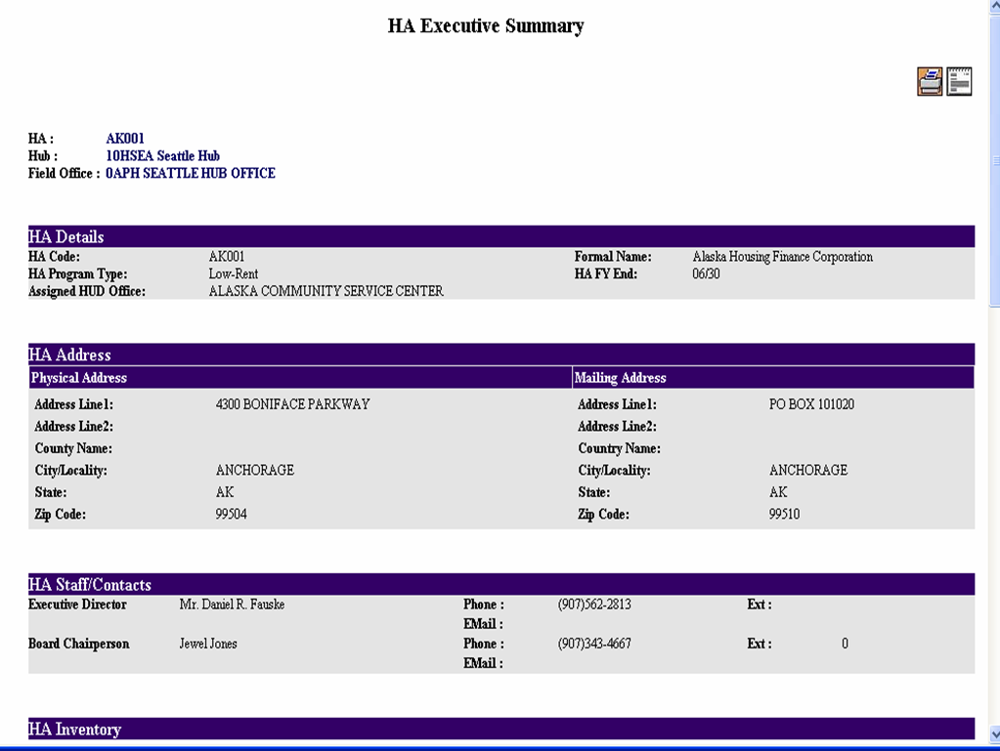 HA Executive Summary
HA : AK001
Hub : 10HSEA Seattle Hub
Field Office : 0APH SEATTLE HUB OFFICE
HA Details
HA Code: AK001 Formal Name: Alaska Housing Finance Corporation
HA Program Type: Low-Rent HA FY End: 06/30
Assigned HUD Office: ALASKA COMMUNITY SERVICE CENTER
HA Address
Physical Address Mailing Address
Address Line1: 4300 BONIFACE PARKWAY Address Line1: PO BOX 101020
Address Line2: Address Line2:
County Name: Country Name:
City/Locality: ANCHORAGE City/Locality: ANCHORAGE
State: AK State: AK
Zip Code: 99504 Zip Code: 99510
HA Staff/Contacts
Executive Director Mr. Daniel R. Fauske Phone : (907)562-2813 Ext :
EMail :
Board Chairperson Jewel Jones Phone : (907)343-4667 Ext : 0
EMail :
HA Inventory